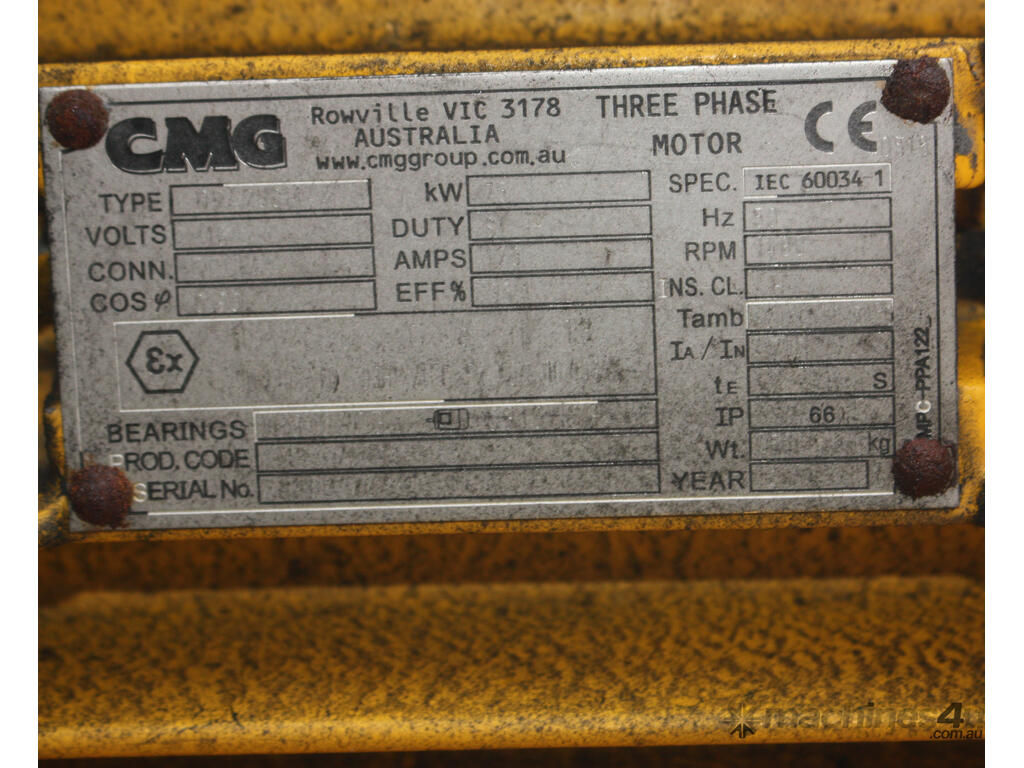 CMG
Rowville VIC 3178
AUSTRALIA
www.cmggroup.com.au
THREE PHASE
MOTOR
CE
TYPE
VOLTS
CONN.
COS φ
kW
DUTY
AMPS
EFF%
SPEC. IEC 60034-1
Hz
RPM
INS. CL.
Tamb
IA / IN
tE S
IP 66
Wt. kg
YEAR
Ex
BEARINGS
PROD. CODE
SERIAL No.
MFC-PPA122
machines4u
.com.au